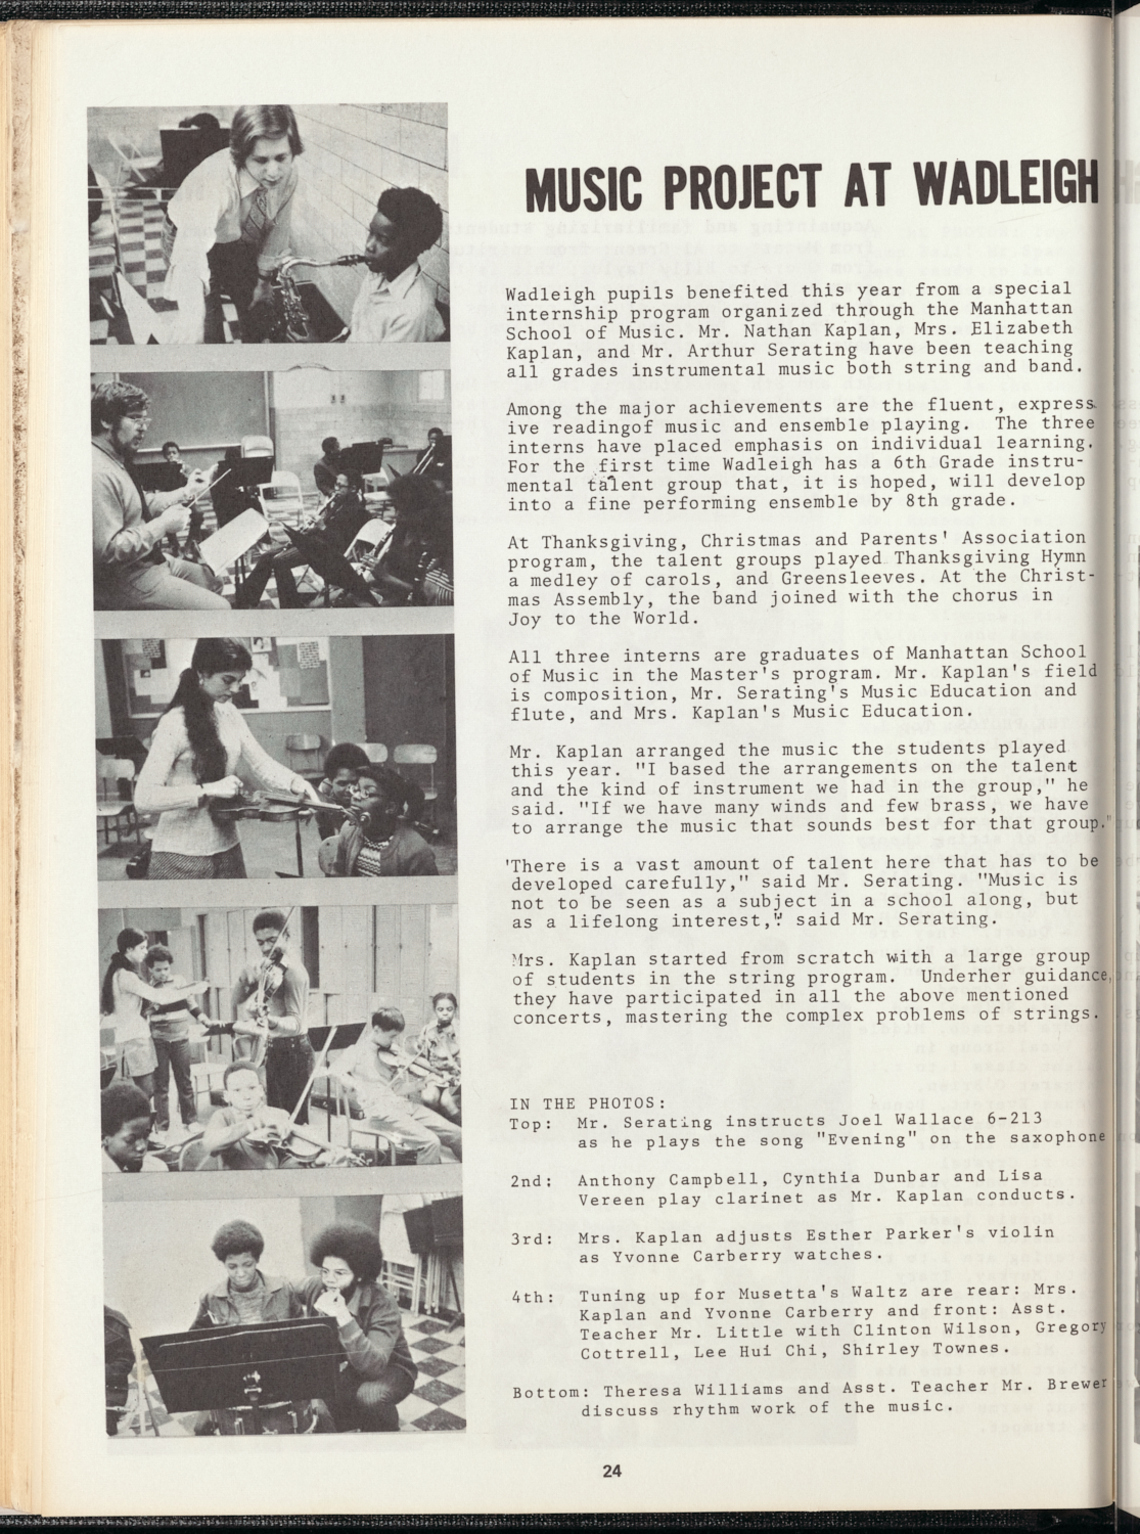 MUSIC PROJECT AT WADLEIGH
Wadleigh pupils benefited this year from a special
internship program organized through the Manhattan
School of Music. Mr. Nathan Kaplan, Mrs. Elizabeth
Kaplan, and Mr. Arthur Serating have been teaching
all grades instrumental music both string and band.
Among the major achievements are the fluent, express-
ive readingof music and ensemble playing. The three
interns have placed emphasis on individual learning.
For the first time Wadleigh has a 6th Grade instru-
mental talent group that, it is hoped, will develop
into a fine performing ensemble by 8th grade.
At Thanksgiving, Christmas and Parents' Association
program, the talent groups played Thanksgiving Hymn
a medley of carols, and Greensleeves. At the Christ-
mas Assembly, the band joined with the chorus in
Joy to the World.
All three interns are graduates of Manhattan School
of Music in the Master's program. Mr. Kaplan's field
is composition, Mr. Serating's Music Education and
flute, and Mrs. Kaplan's Music Education.
Mr. Kaplan arranged the music the students played
this year. "I based the arrangements on the talent
and the kind of instrument we had in the group," he
said. "If we have many winds and few brass, we have
to arrange the music that sounds best for that group."
'There is a vast amount of talent here that has to be
developed carefully," said Mr. Serating. "Music is
not to be seen as a subject in a school along, but
as a lifelong interest," said Mr. Serating.
Mrs. Kaplan started from scratch with a large group
of students in the string program. Underher guidance,
they have participated in all the above mentioned
concerts, mastering the complex problems of strings.
IN THE PHOTOS:
Top: Mr. Serating instructs Joel Wallace 6-213
as he plays the song "Evening" on the saxophone
2nd: Anthony Campbell, Cynthia Dunbar and Lisa
Vereen play clarinet as Mr. Kaplan conducts.
3rd: Mrs. Kaplan adjusts Esther Parker's violin
as Yvonne Carberry watches.
4th: Tuning up for Musetta's Waltz are rear: Mrs.
Kaplan and Yvonne Carberry and front: Asst.
Teacher Mr. Little with Clinton Wilson, Gregory
Cottrell, Lee Hui Chi, Shirley Townes.
Bottom: Theresa Williams and Asst. Teacher Mr. Brewer
discuss rhythm work of the music.
24